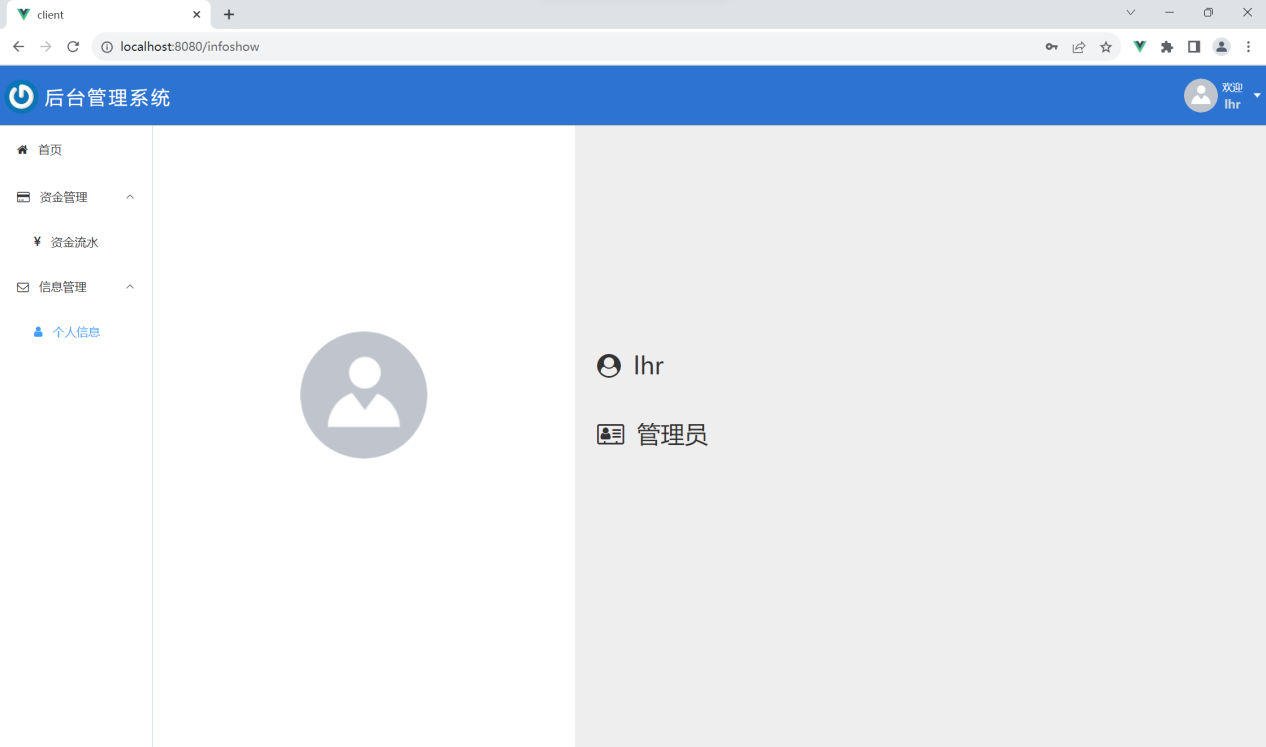 client
localhost:8080/infoshow
后台管理系统
欢迎
lhr
首页
资金管理
¥ 资金流水
信息管理
个人信息
lhr
管理员